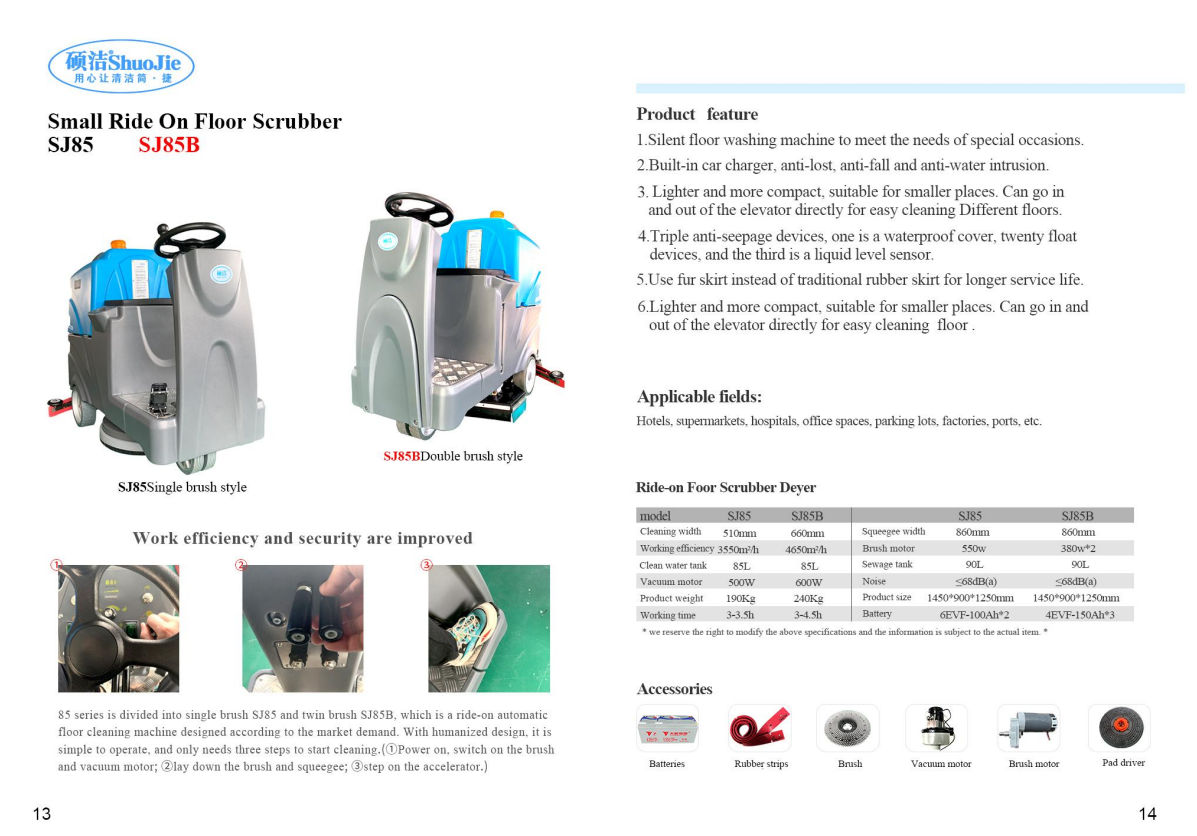 硕洁®ShuoJie
用心让清洁简·捷
Small Ride On Floor Scrubber
SJ85 SJ85B
SJ85BDouble brush style
SJ85Single brush style
Work efficiency and security are improved
① ② ③
85 series is divided into single brush SJ85 and twin brush SJ85B, which is a ride-on automatic
floor cleaning machine designed according to the market demand. With humanized design, it is
simple to operate, and only needs three steps to start cleaning.(①Power on, switch on the brush
and vacuum motor; ②lay down the brush and squeegee; ③step on the accelerator.)
13
Product feature
1.Silent floor washing machine to meet the needs of special occasions.
2.Built-in car charger, anti-lost, anti-fall and anti-water intrusion.
3. Lighter and more compact, suitable for smaller places. Can go in
and out of the elevator directly for easy cleaning Different floors.
4.Triple anti-seepage devices, one is a waterproof cover, twenty float
devices, and the third is a liquid level sensor.
5.Use fur skirt instead of traditional rubber skirt for longer service life.
6.Lighter and more compact, suitable for smaller places. Can go in and
out of the elevator directly for easy cleaning floor .
Applicable fields:
Hotels, supermarkets, hospitals, office spaces, parking lots, factories, ports, etc.
Ride-on Foor Scrubber Deyer
model SJ85 SJ85B SJ85 SJ85B
Cleaning width 510mm 660mm Squeegee width 860mm 860mm
Working efficiency 3550m²/h 4650m²/h Brush motor 550w 380w*2
Clean water tank 85L 85L Sewage tank 90L 90L
Vacuum motor 500W 600W Noise ≤68dB(a) ≤68dB(a)
Product weight 190Kg 240Kg Product size 1450*900*1250mm 1450*900*1250mm
Working time 3-3.5h 3-4.5h Battery 6EVF-100Ah*2 4EVF-150Ah*3
* we reserve the right to modify the above specifications and the information is subject to the actual item. *
Accessories
Batteries Rubber strips Brush Vacuum motor Brush motor Pad driver
14